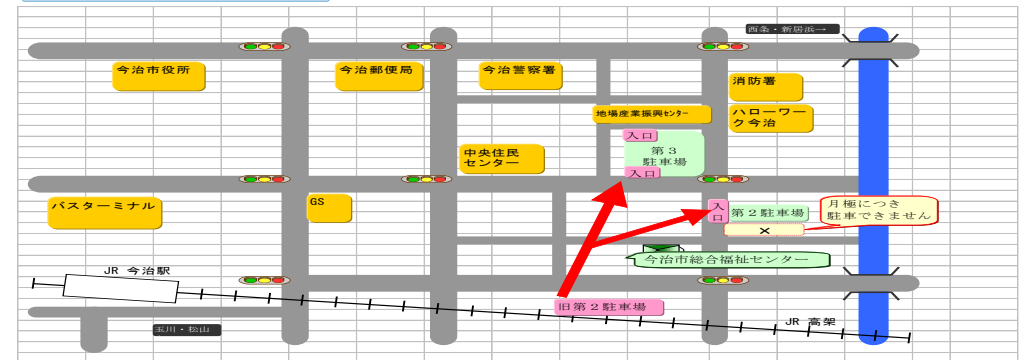 西条・新居浜→
今治市役所
今治郵便局
今治警察署
消防署
地場産業振興ｾﾝﾀｰ
ハローワー
ク今治
入口
第３
駐車場
入口
中央住民
センター
バスターミナル
GS
入
口
第２駐車場
月極につき
駐車できません
×
今治市総合福祉センター
JR 今治駅
旧第２駐車場
JR 高架
玉川・松山